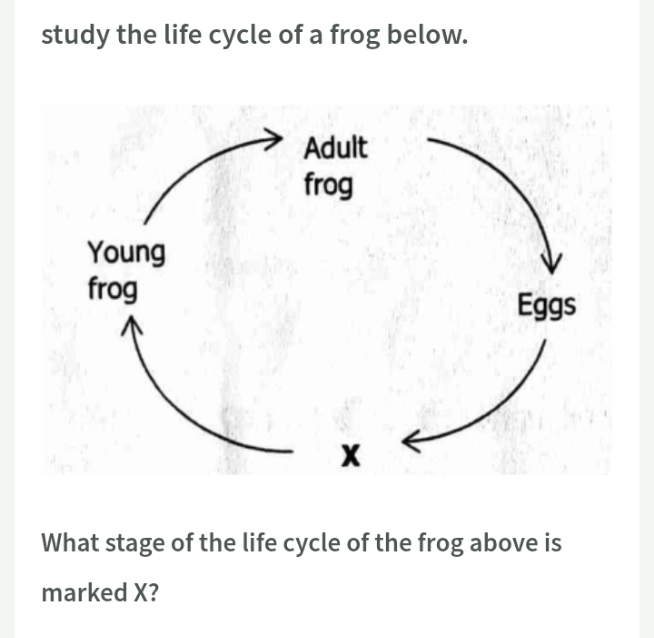 study the life cycle of a frog below.
Adult
frog
Young
frog
Eggs
X
What stage of the life cycle of the frog above is
marked X?